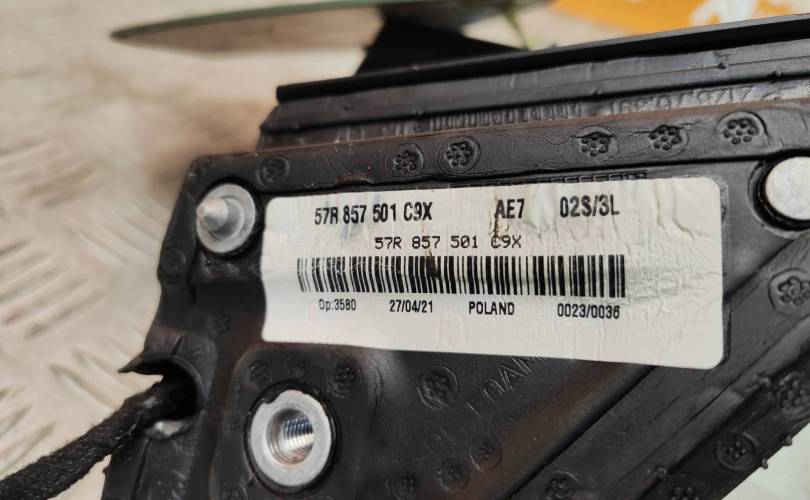 57R 857 501 C9X AE7 02S/3L
57R 857 501 C9X
Op:3580 27/04/21 POLAND 0023/0036
FOAM